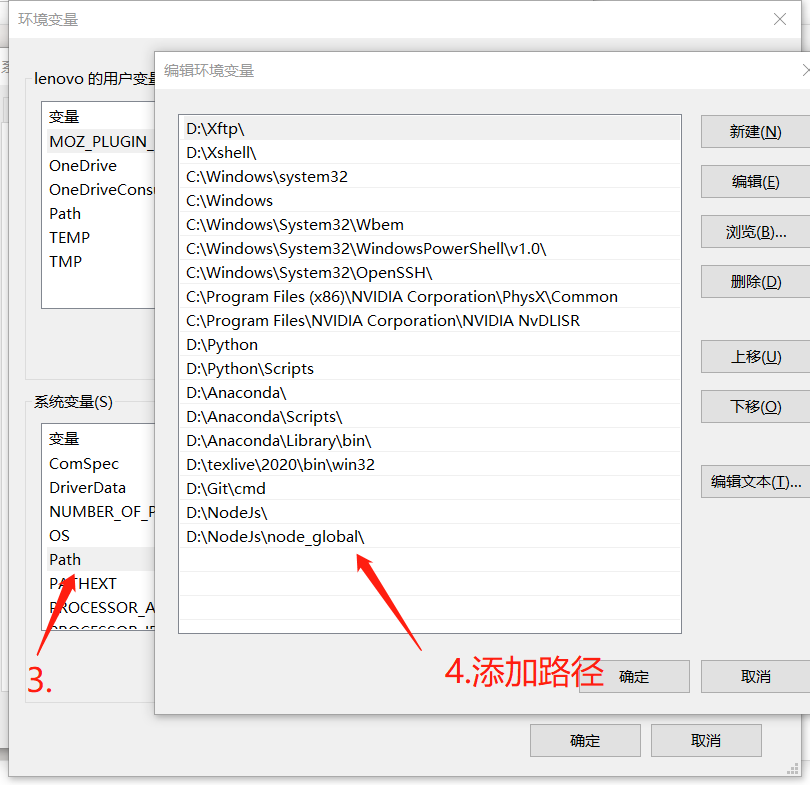 环境变量
编辑环境变量
lenovo 的用户变量
变量
MOZ_PLUGIN_
OneDrive
OneDriveConsu
Path
TEMP
TMP
系统变量(S)
变量
ComSpec
DriverData
NUMBER_OF_P
OS
Path
PATHEXT
PROCESSOR_A
D:\Xftp\
D:\Xshell\
C:\Windows\system32
C:\Windows
C:\Windows\System32\Wbem
C:\Windows\System32\WindowsPowerShell\v1.0\
C:\Windows\System32\OpenSSH\
C:\Program Files (x86)\NVIDIA Corporation\PhysX\Common
C:\Program Files\NVIDIA Corporation\NVIDIA NvDLISR
D:\Python
D:\Python\Scripts
D:\Anaconda\
D:\Anaconda\Scripts\
D:\Anaconda\Library\bin\
D:\texlive\2020\bin\win32
D:\Git\cmd
D:\NodeJs\
D:\NodeJs\node_global\
新建(N)
编辑(E)
浏览(B)...
删除(D)
上移(U)
下移(O)
编辑文本(T)...
3.
4.添加路径
确定
取消
确定
取消